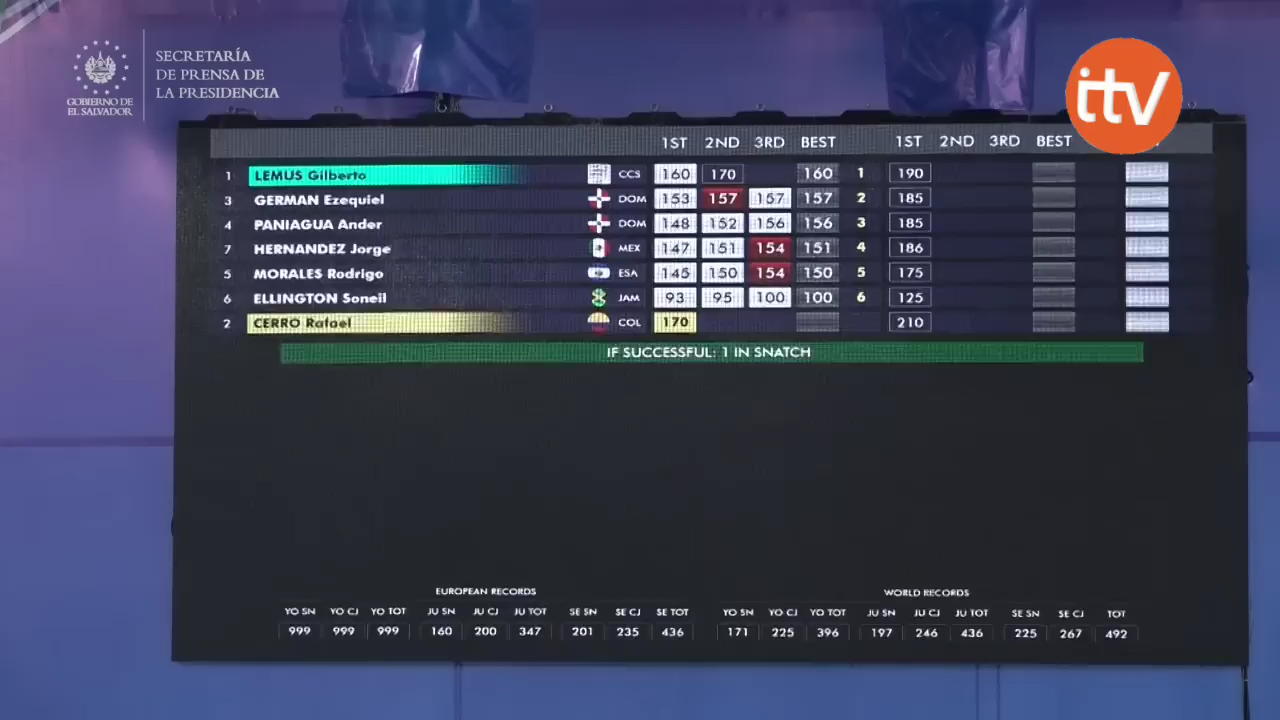 SECRETARÍA
DE PRENSA DE
LA PRESIDENCIA
GOBIERNO DE
EL SALVADOR
itv
1ST 2ND 3RD BEST 1ST 2ND 3RD BEST
1 LEMUS Gilberto CCS 160 170 160 1 190
3 GERMAN Ezequiel DOM 153 157 157 157 2 185
4 PANIAGUA Ander DOM 148 152 156 156 3 185
7 HERNANDEZ Jorge MEX 147 151 154 151 4 186
5 MORALES Rodrigo ESA 145 150 154 150 5 175
6 ELLINGTON Soneil JAM 93 95 100 100 6 125
2 CERRO Rafael COL 170 210
IF SUCCESSFUL: 1 IN SNATCH
EUROPEAN RECORDS WORLD RECORDS
YO SN YO CJ YO TOT JU SN JU CJ JU TOT SE SN SE CJ SE TOT YO SN YO CJ YO TOT JU SN JU CJ JU TOT SE SN SE CJ TOT
999 999 999 160 200 347 201 235 436 171 225 396 197 246 436 225 267 492